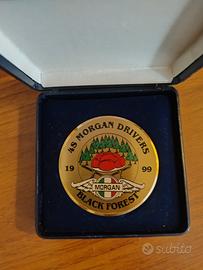 4S MORGAN DRIVERS
19 99
MORGAN
BLACK FOREST
subito